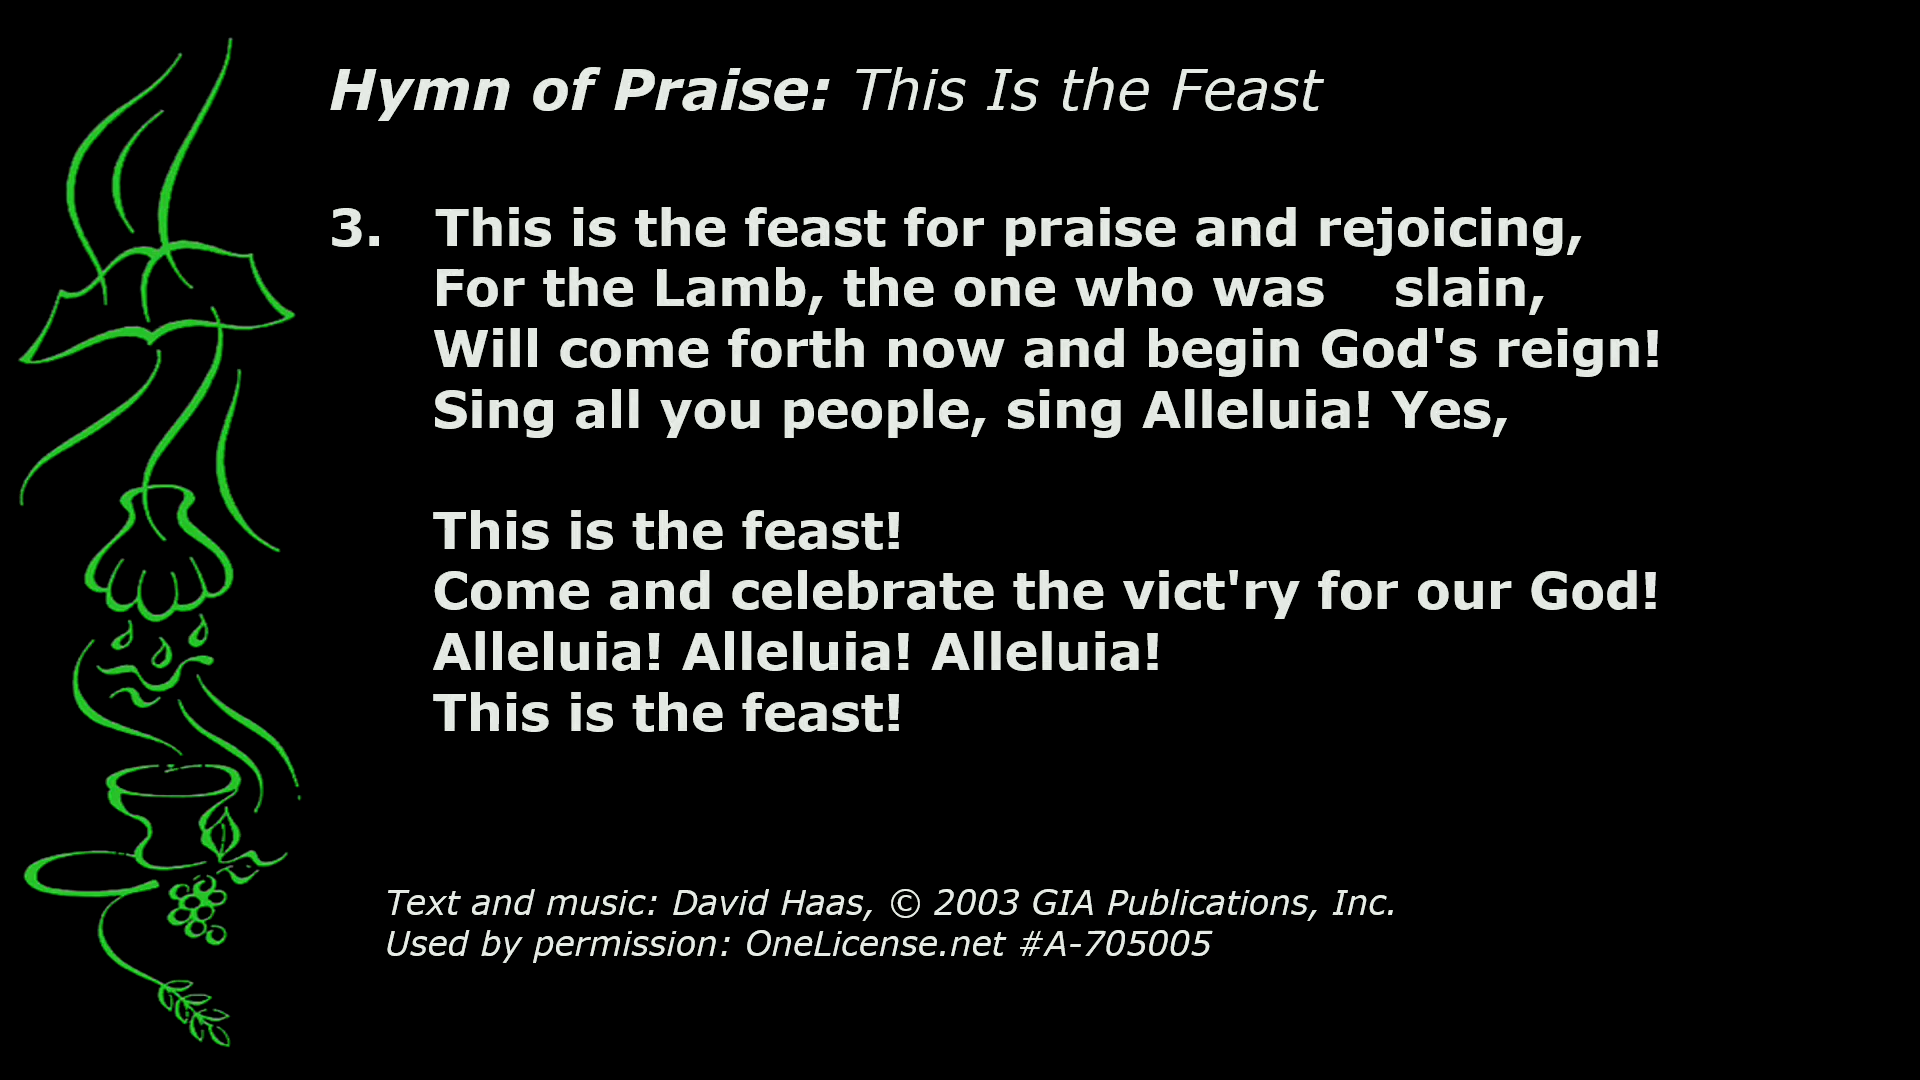 Hymn of Praise: This Is the Feast
3. This is the feast for praise and rejoicing,
For the Lamb, the one who was slain,
Will come forth now and begin God's reign!
Sing all you people, sing Alleluia! Yes,
This is the feast!
Come and celebrate the vict'ry for our God!
Alleluia! Alleluia! Alleluia!
This is the feast!
Text and music: David Haas, © 2003 GIA Publications, Inc.
Used by permission: OneLicense.net #A-705005